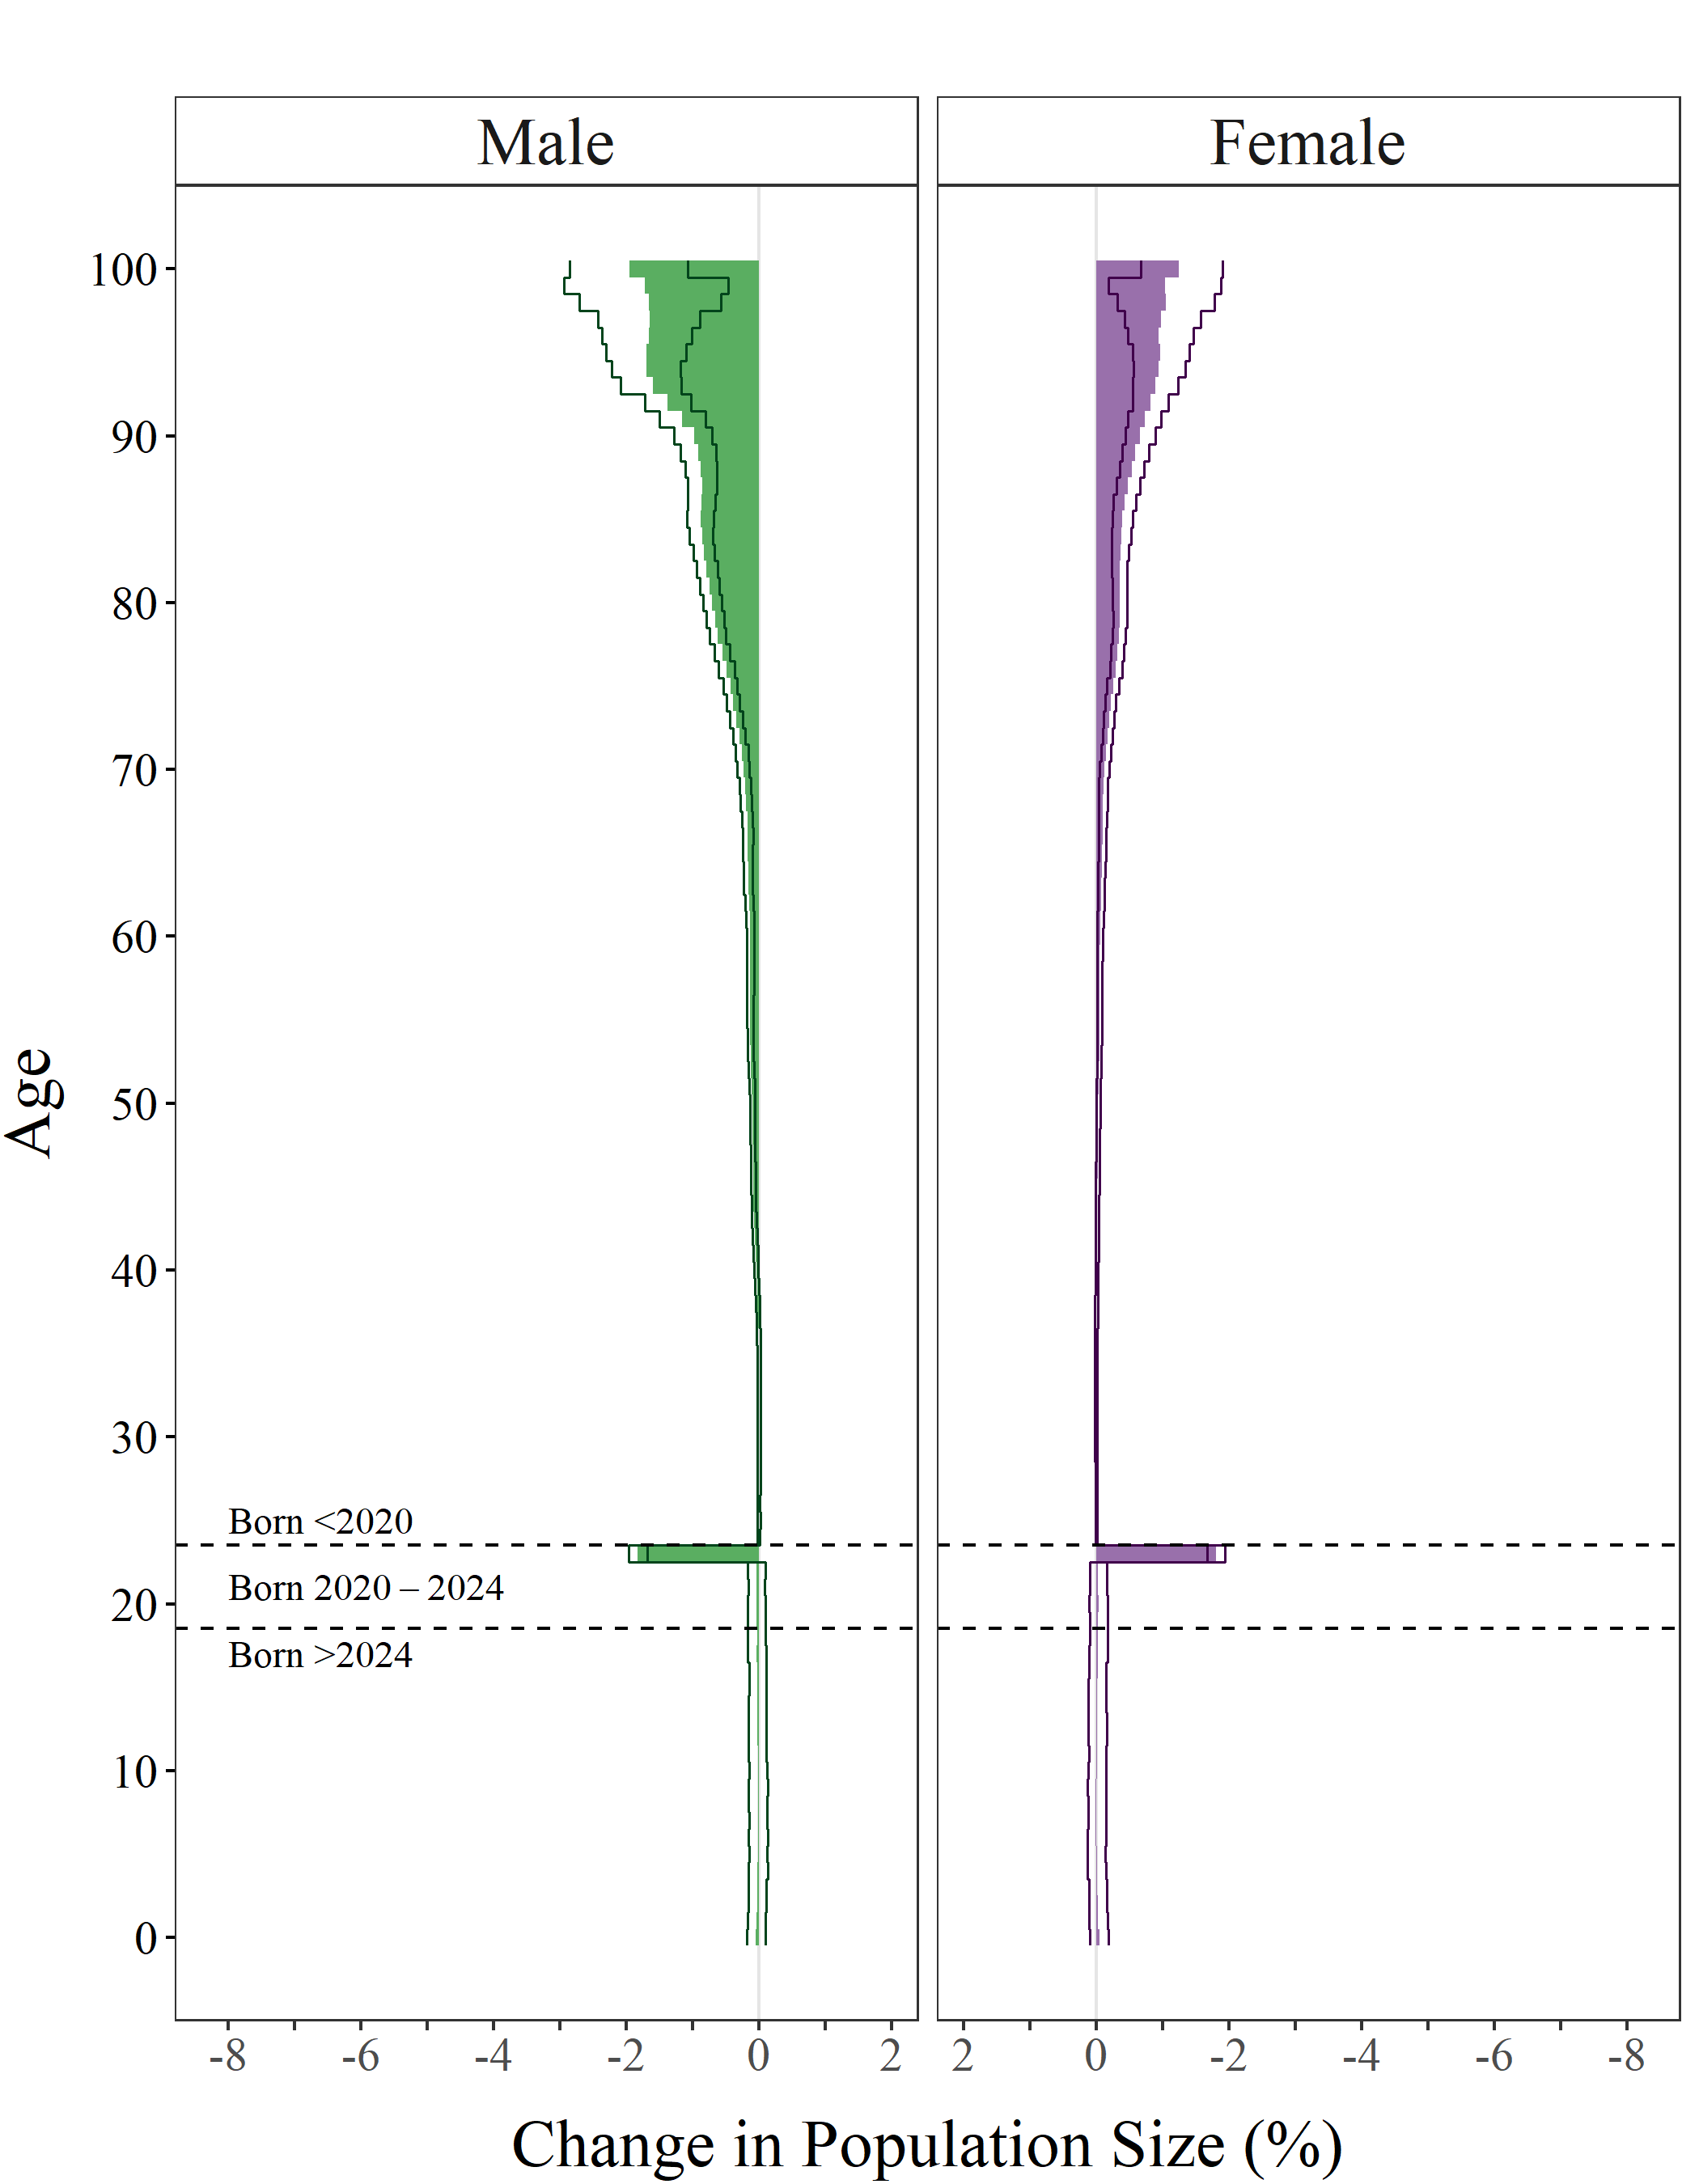 Male
Female
100
90
80
70
60
50
40
30
20
10
0
Age
Born <2020
Born 2020 – 2024
Born >2024
-8 -6 -4 -2 0 2
2 0 -2 -4 -6 -8
Change in Population Size (%)